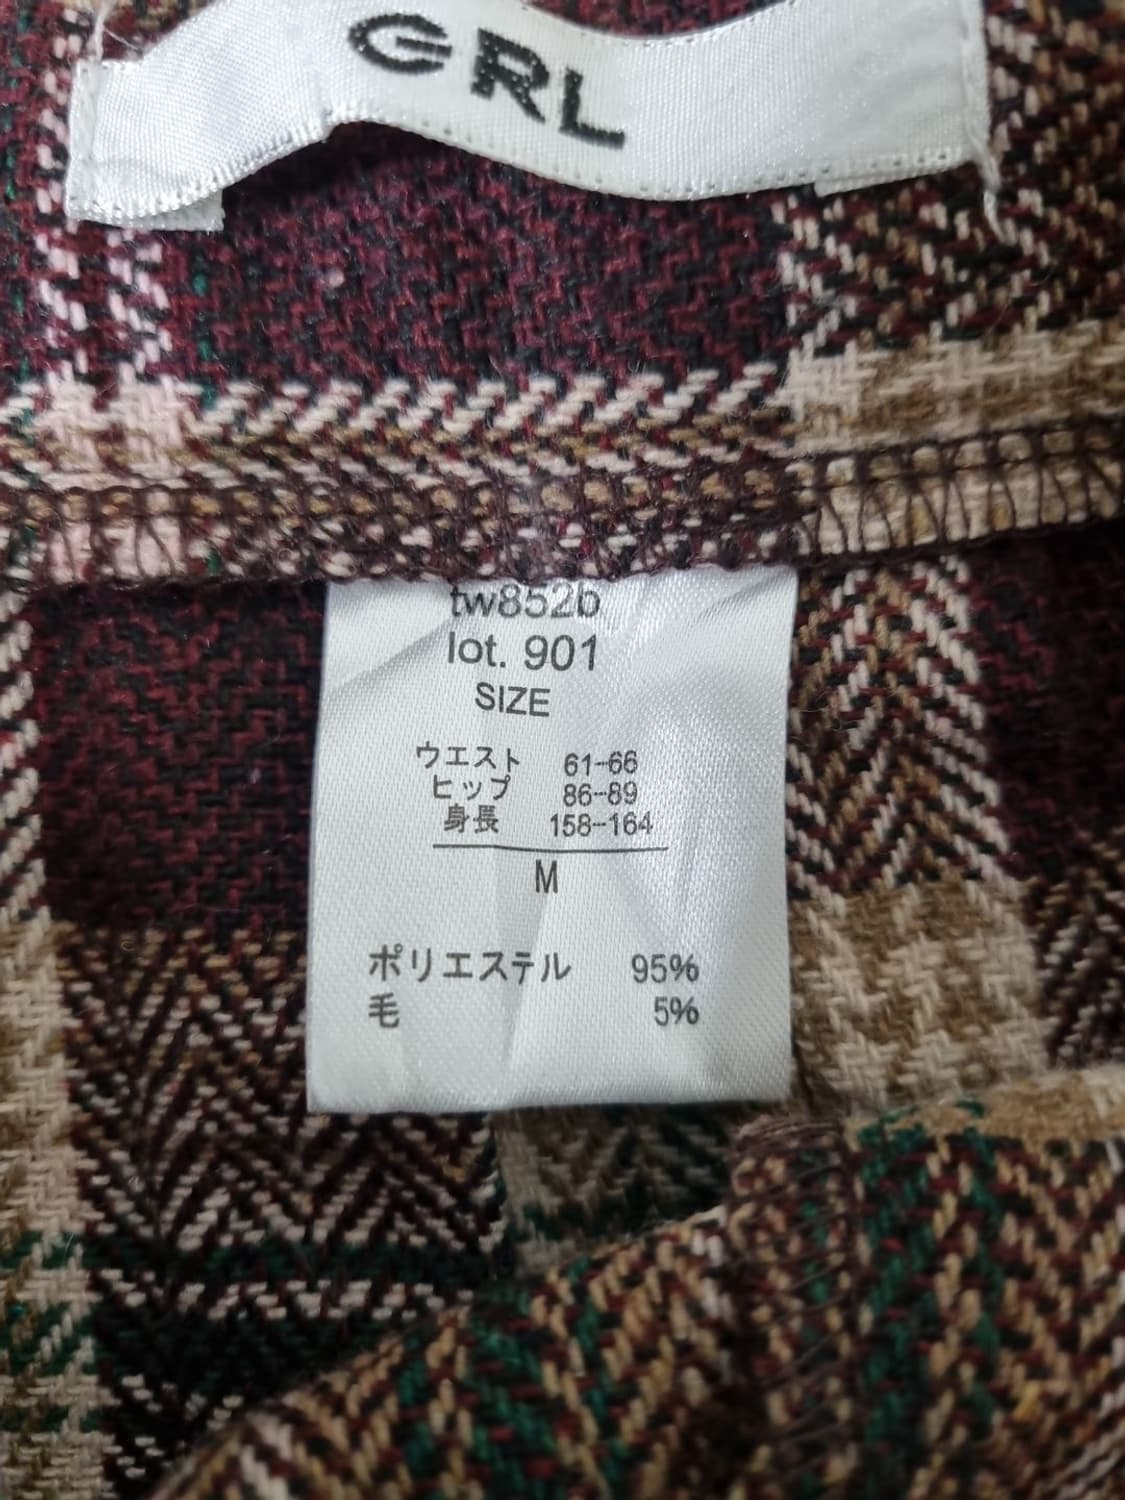 GRL
tw852b
lot. 901
SIZE
ウエスト 61-66
ヒップ 86-89
身長 158-164
M
ポリエステル 95%
毛 5%